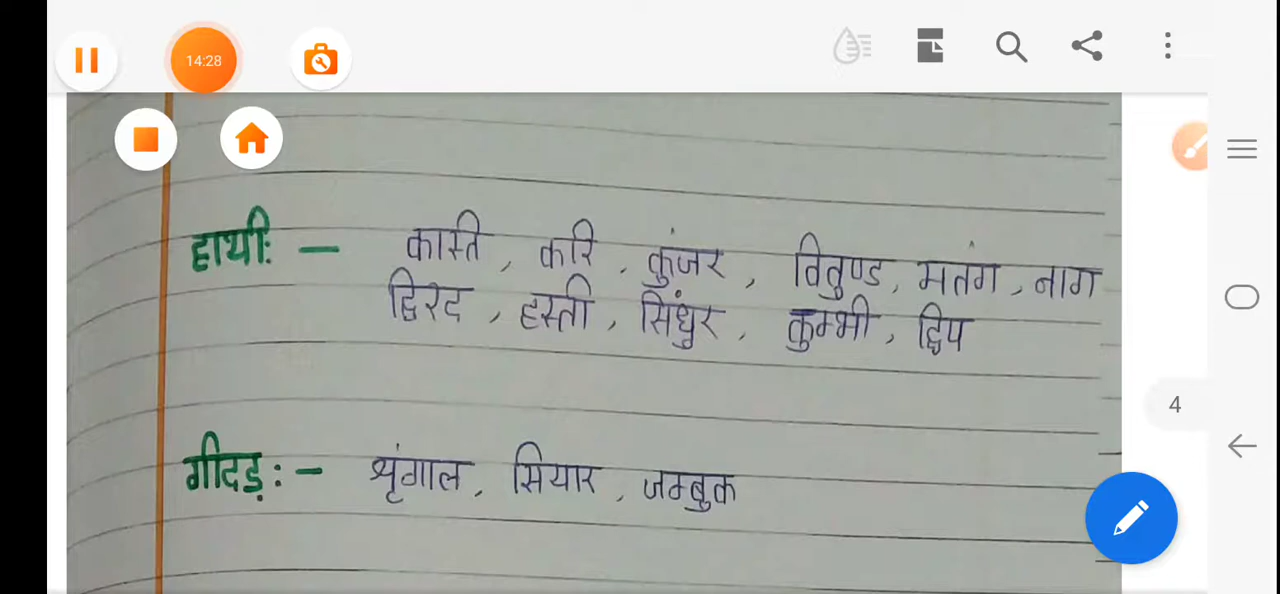 14:28
हाथीः — कास्ति , करि , कुंजर , वितुण्ड , मतंग , नाग
द्विरद , हस्ती , सिंधुर , कुम्भी , द्विप
4
गीदड़ः — शृंगाल , सियार , जम्बुक